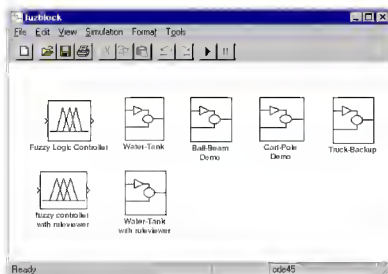 fuzblock
File Edit View Simulation Format Tools
Fuzzy Logic Controller
Water-Tank
Ball-Beam
Demo
Cart-Pole
Demo
Truck-Backup
fuzzy controller
with ruleviewer
Water-Tank
with ruleviewer
Ready
ode45